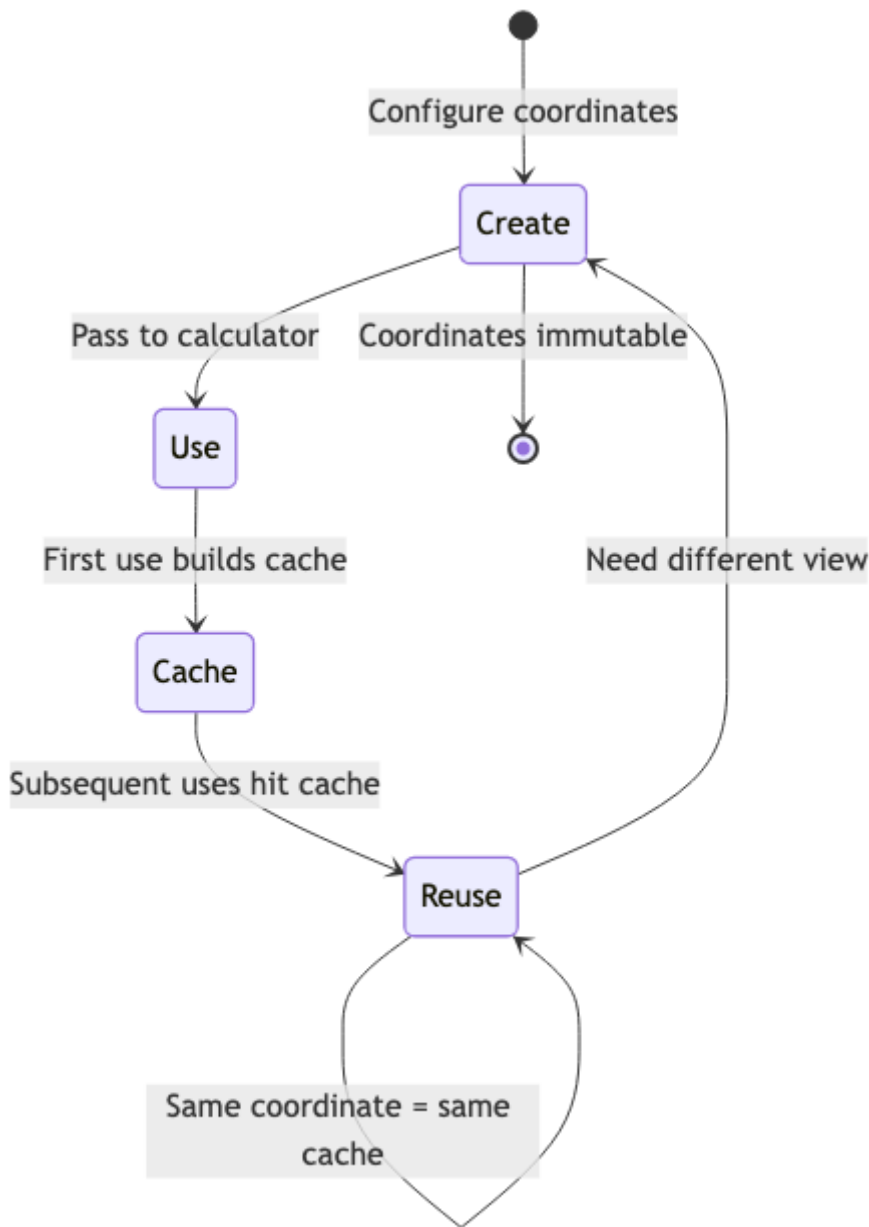 Configure coordinates
Create
Pass to calculator
Coordinates immutable
Use
First use builds cache
Need different view
Cache
Subsequent uses hit cache
Reuse
Same coordinate = same
cache